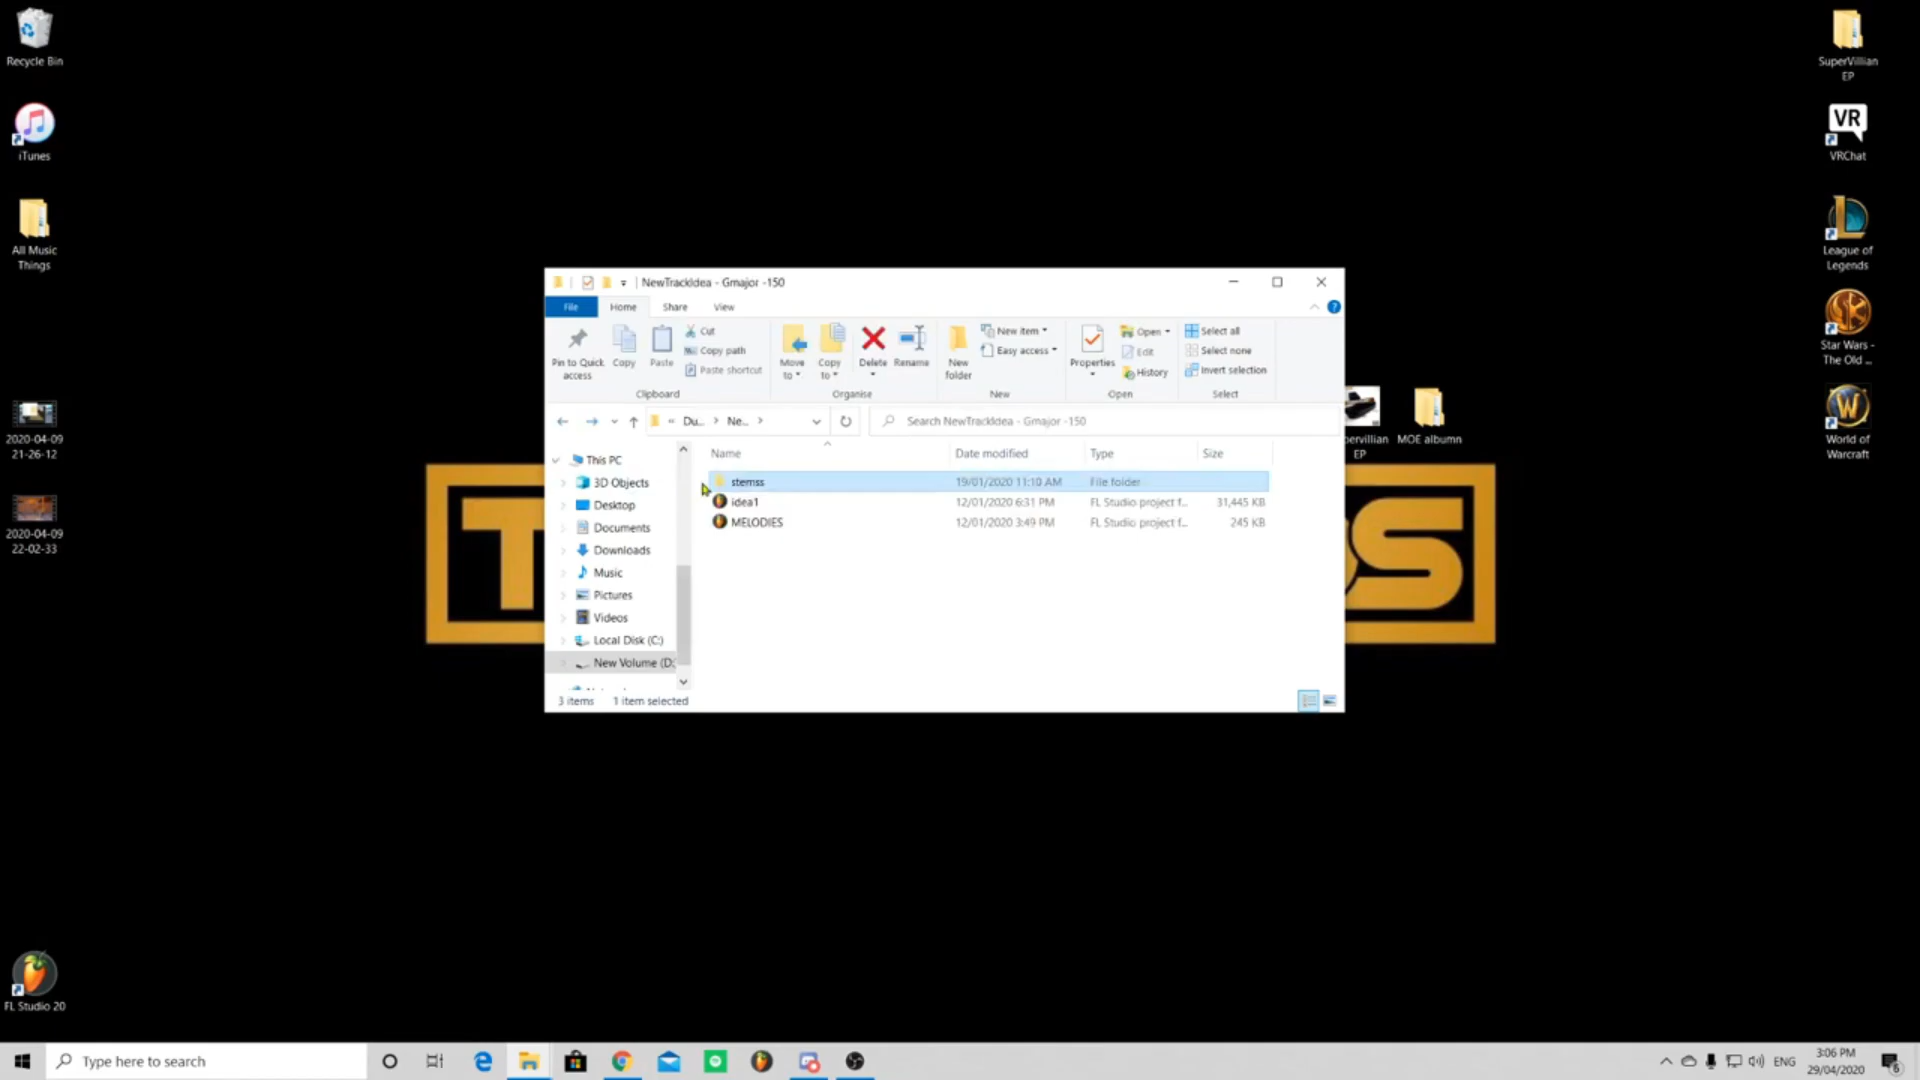 Recycle Bin
iTunes
All Music
Things
2020-04-09
21-26-12
2020-04-09
22-02-33
FL Studio 20
SuperVillian
EP
VR
VRChat
League of
Legends
Star Wars -
The Old ...
World of
Warcraft
pervillian
EP
MOE albumn
NewTrackIdea - Gmajor -150
File
Home
Share
View
Pin to Quick
access
Copy
Paste
Cut
Copy path
Paste shortcut
Clipboard
Move
to
Copy
to
Delete
Rename
Organise
New
folder
New item
Easy access
New
Properties
Open
Edit
History
Open
Select all
Select none
Invert selection
Select
« Du... > Ne... >
Search NewTrackIdea - Gmajor -150
This PC
3D Objects
Desktop
Documents
Downloads
Music
Pictures
Videos
Local Disk (C:)
New Volume (D:
Name Date modified Type Size
stemss 19/01/2020 11:10 AM File folder
idea1 12/01/2020 6:31 PM FL Studio project f... 31,445 KB
MELODIES 12/01/2020 3:49 PM FL Studio project f... 245 KB
3 items 1 item selected
T
S
Type here to search
ENG
3:06 PM
29/04/2020